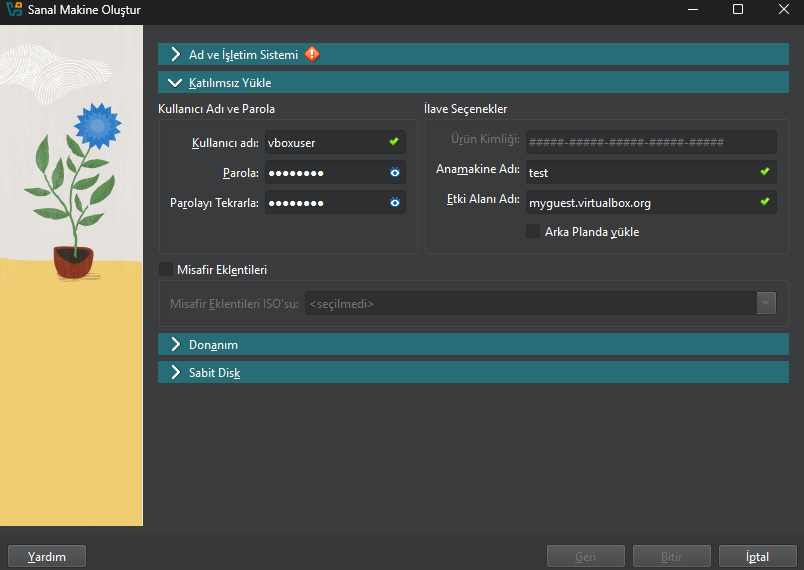 Sanal Makine Oluştur
Ad ve İşletim Sistemi
Katılımsız Yükle
Kullanıcı Adı ve Parola
Kullanıcı adı: vboxuser
Parola: ●●●●●●●●
Parolayı Tekrarla: ●●●●●●●●
İlave Seçenekler
Ürün Kimliği: #####-#####-#####-#####-#####
Anamakine Adı: test
Etki Alanı Adı: myguest.virtualbox.org
Arka Planda yükle
Misafir Eklentileri
Misafir Eklentileri ISO'su: <seçilmedi>
Donanım
Sabit Disk
Yardım
Geri
Bitir
İptal